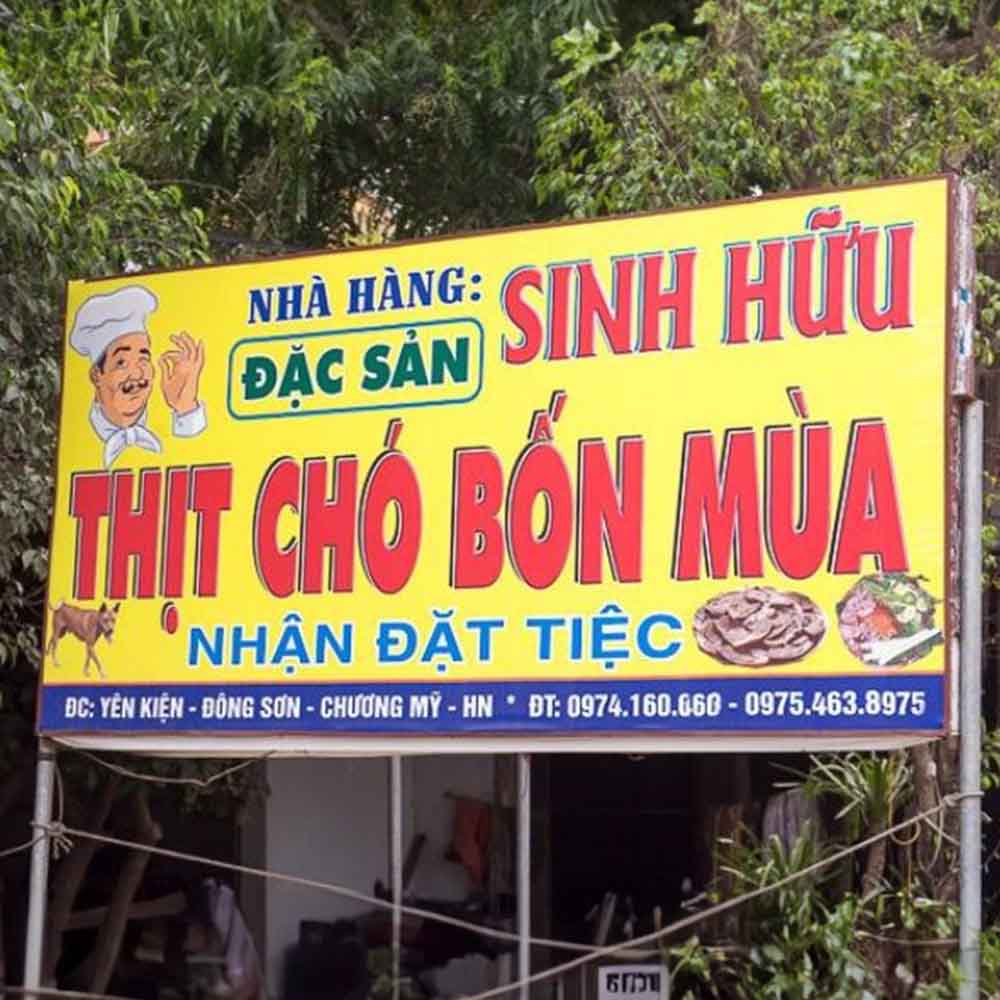 NHÀ HÀNG: SINH HỮU
ĐẶC SẢN
THỊT CHÓ BỐN MÙA
NHẬN ĐẶT TIỆC
ĐC: YÊN KIỆN - ĐÔNG SƠN - CHƯƠNG MỸ - HN * ĐT: 0974.160.660 - 0975.463.8975